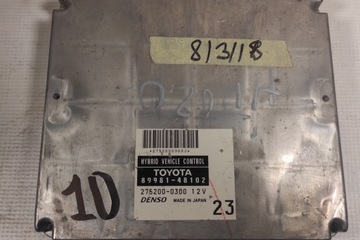 8/3/18
HYBRID VEHICLE CONTROL
TOYOTA
89981-48102
275200-0300 12V
DENSO MADE IN JAPAN
23
10